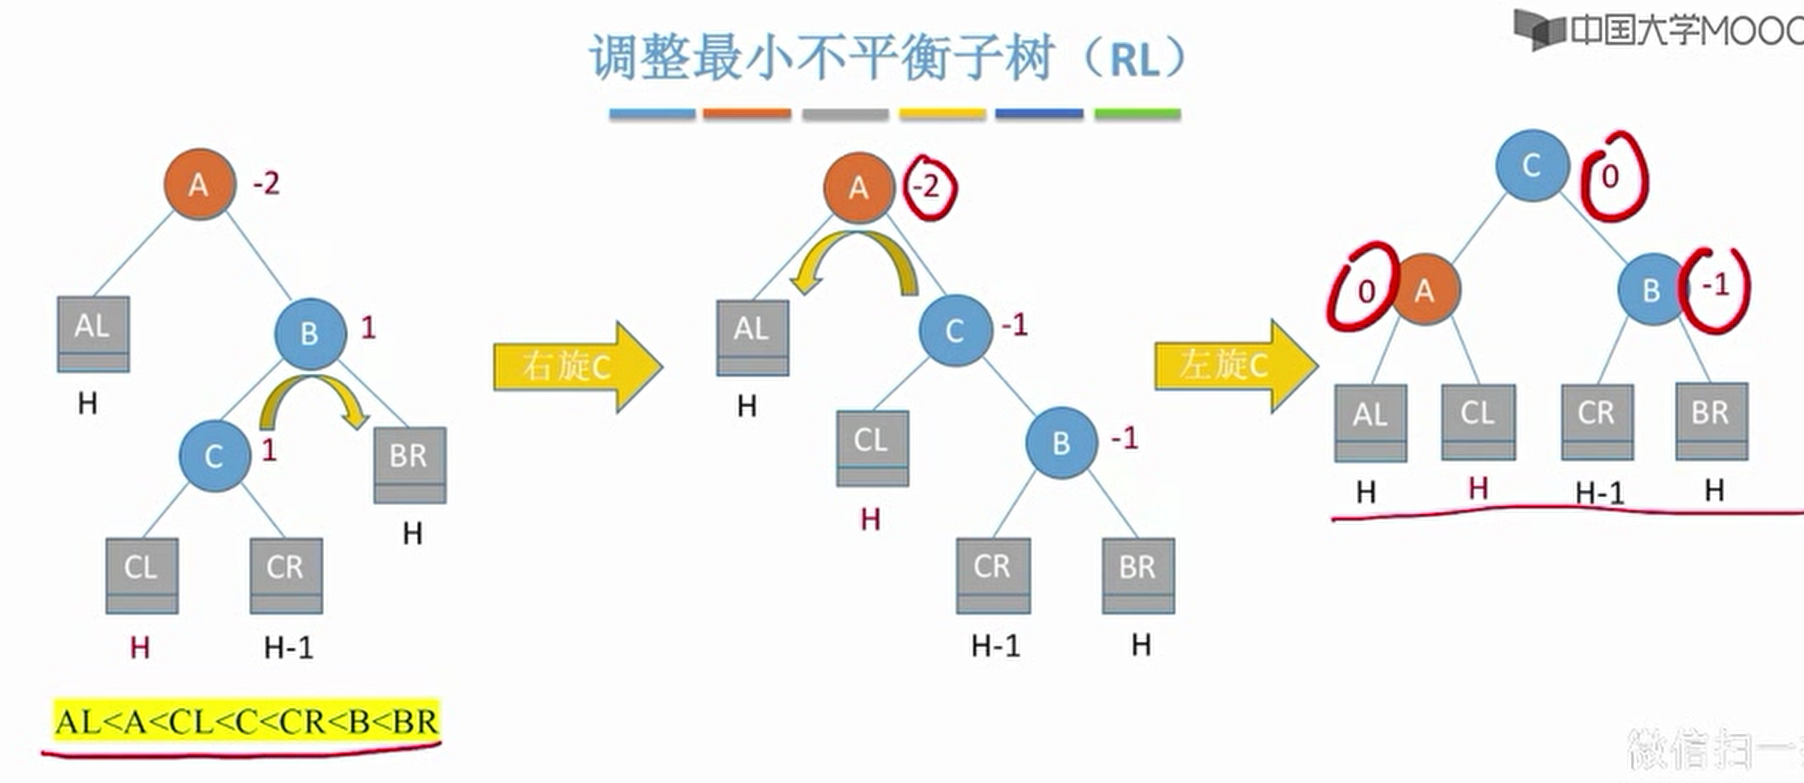 中国大学MOOC
调整最小不平衡子树（RL）
A -2
AL
H
B 1
C 1
BR
H
CL CR
H H-1
AL<A<CL<C<CR<B<BR
右旋C
A -2
AL
H
C -1
CL
H
B -1
CR BR
H-1 H
左旋C
C 0
0 A B -1
AL CL CR BR
H H H-1 H
微信扫一